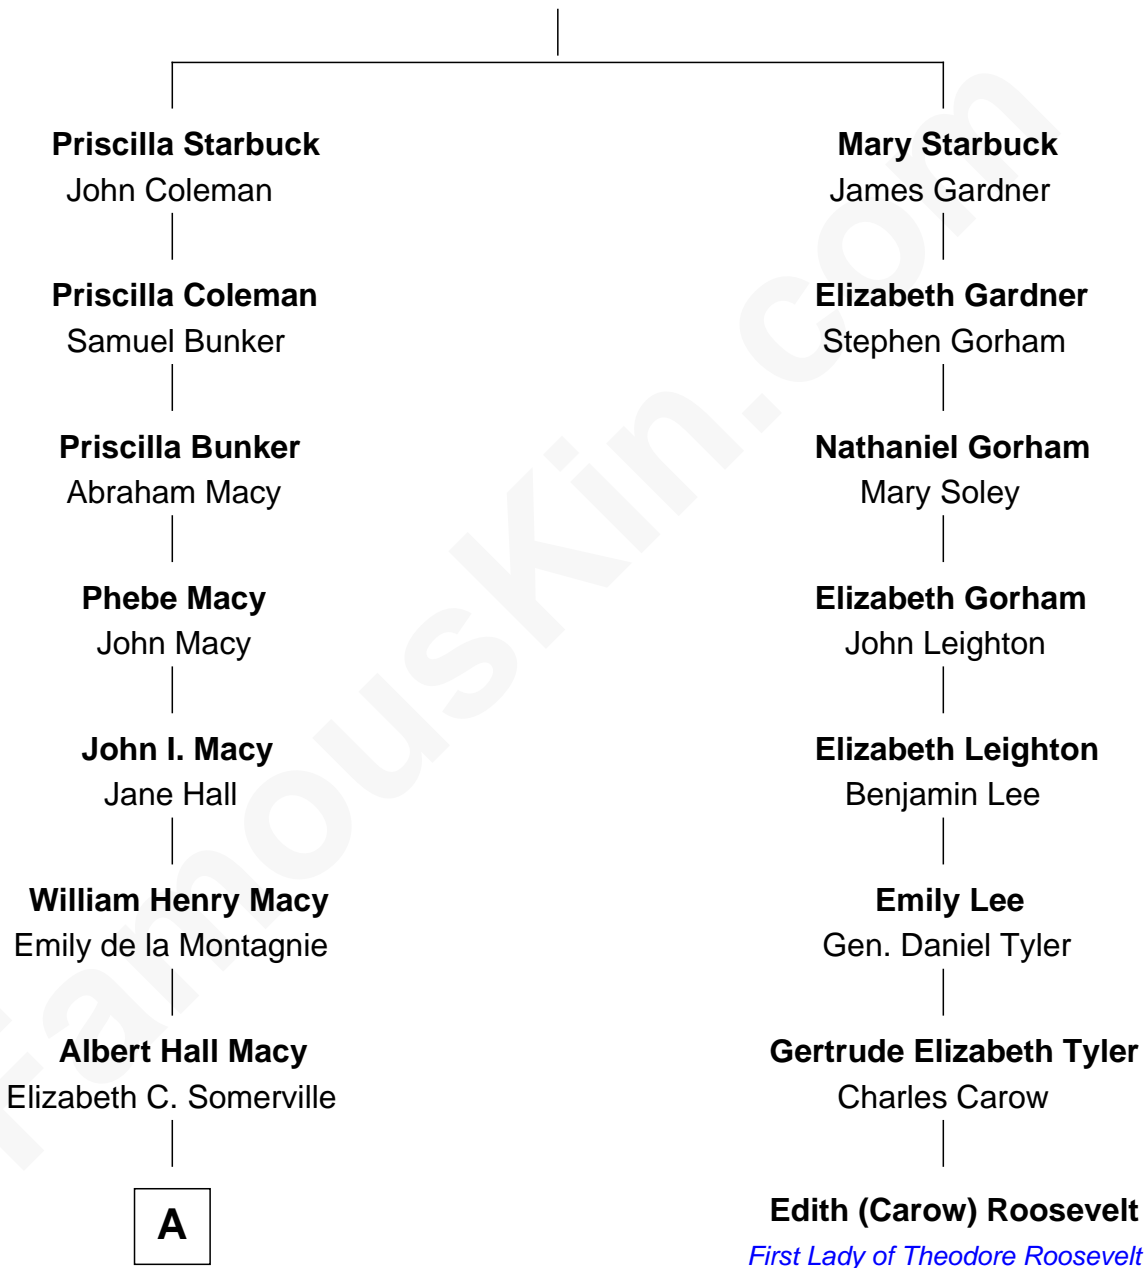 Priscilla Starbuck
John Coleman
Priscilla Coleman
Samuel Bunker
Priscilla Bunker
Abraham Macy
Phebe Macy
John Macy
John I. Macy
Jane Hall
William Henry Macy
Emily de la Montagnie
Albert Hall Macy
Elizabeth C. Somerville
A
Mary Starbuck
James Gardner
Elizabeth Gardner
Stephen Gorham
Nathaniel Gorham
Mary Soley
Elizabeth Gorham
John Leighton
Elizabeth Leighton
Benjamin Lee
Emily Lee
Gen. Daniel Tyler
Gertrude Elizabeth Tyler
Charles Carow
Edith (Carow) Roosevelt
First Lady of Theodore Roosevelt
FamousKin.com